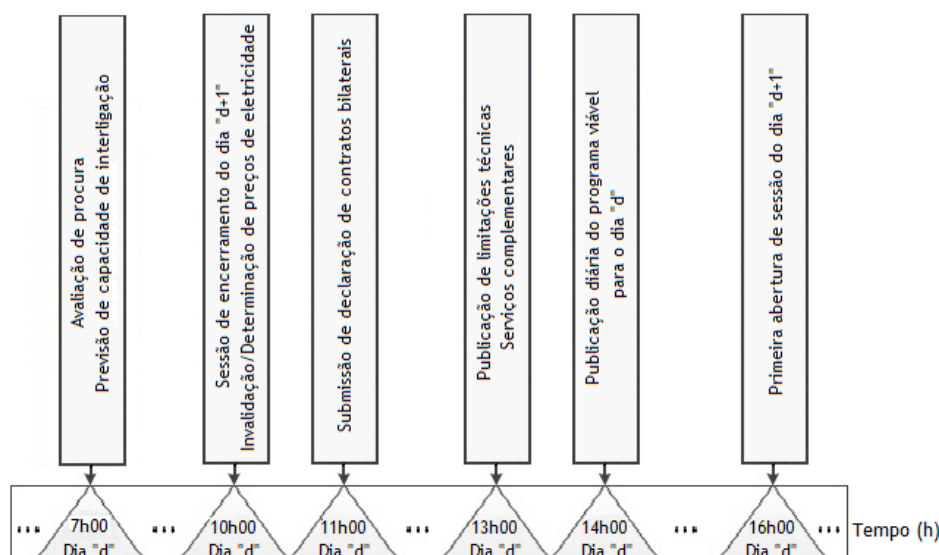 Avaliação de procura
Previsão de capacidade de interligação
Sessão de encerramento do dia "d+1"
Invalidação/Determinação de preços de eletricidade
Submissão de declaração de contratos bilaterais
Publicação de limitações técnicas
Serviços complementares
Publicação diária do programa viável
para o dia "d"
Primeira abertura de sessão do dia "d+1"
... 7h00 ... 10h00 11h00 ... 13h00 14h00 ... 16h00 ... Tempo (h)
Dia "d" Dia "d" Dia "d" Dia "d" Dia "d" Dia "d"